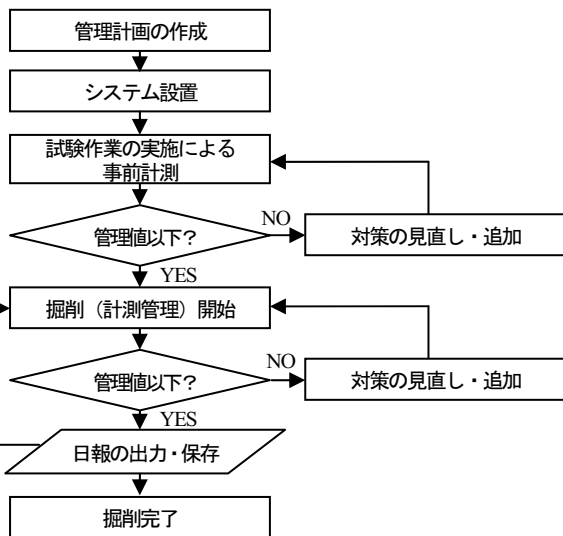 管理計画の作成
システム設置
試験作業の実施による
事前計測
管理値以下？
NO
対策の見直し・追加
YES
掘削（計測管理）開始
管理値以下？
NO
対策の見直し・追加
YES
日報の出力・保存
掘削完了